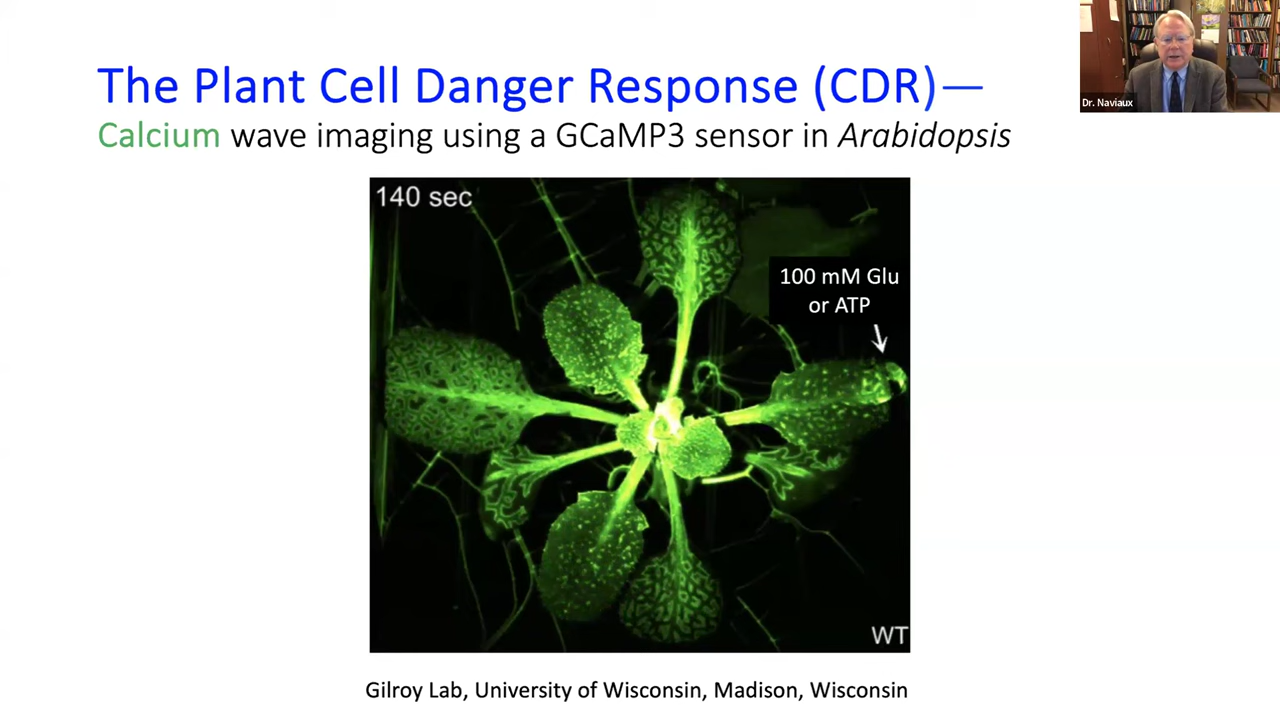 The Plant Cell Danger Response (CDR)—
Calcium wave imaging using a GCaMP3 sensor in Arabidopsis
Dr. Naviaux
140 sec
100 mM Glu
or ATP
WT
Gilroy Lab, University of Wisconsin, Madison, Wisconsin